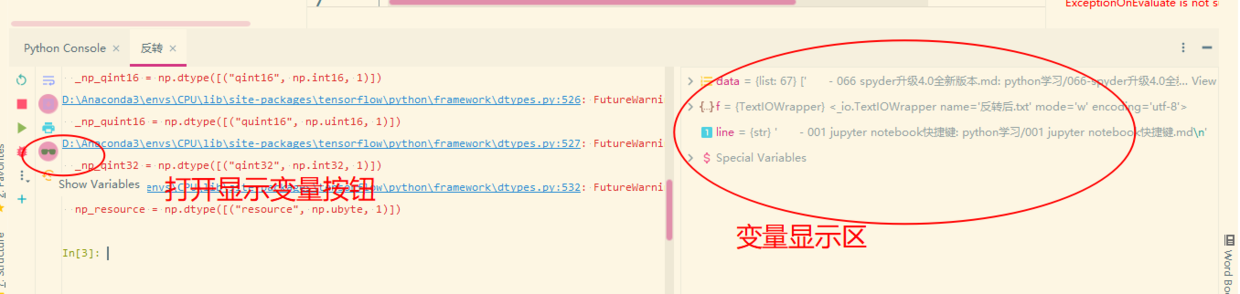 ExceptionOnEvaluate is not s
Python Console × 反转 ×
_np_qint16 = np.dtype([("qint16", np.int16, 1)])
D:\Anaconda3\envs\CPU\lib\site-packages\tensorflow\python\framework\dtypes.py:526: FutureWarni
_np_quint16 = np.dtype([("quint16", np.uint16, 1)])
D:\Anaconda3\envs\CPU\lib\site-packages\tensorflow\python\framework\dtypes.py:527: FutureWarni
_np_qint32 = np.dtype([("qint32", np.int32, 1)])
envs\CPU\lib\site-packages\tensorflow\python\framework\dtypes.py:532: FutureWarni
np_resource = np.dtype([("resource", np.ubyte, 1)])
In[3]:
Show Variables
打开显示变量按钮
data = {list: 67} [' - 066 spyder升级4.0全新版本.md: python学习/066-spyder升级4.0全... View
{..} f = {TextIOWrapper} <_io.TextIOWrapper name='反转后.txt' mode='w' encoding='utf-8'>
1 line = {str} ' - 001 jupyter notebook快捷键: python学习/001 jupyter notebook快捷键.md\n'
$ Special Variables
变量显示区
2: Favorites
7: Structure
Word Bo